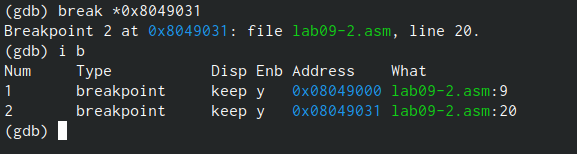 (gdb) break *0x8049031
Breakpoint 2 at 0x8049031: file lab09-2.asm, line 20.
(gdb) i b
Num     Type           Disp Enb Address    What
1       breakpoint     keep y   0x08049000 lab09-2.asm:9
2       breakpoint     keep y   0x08049031 lab09-2.asm:20
(gdb)